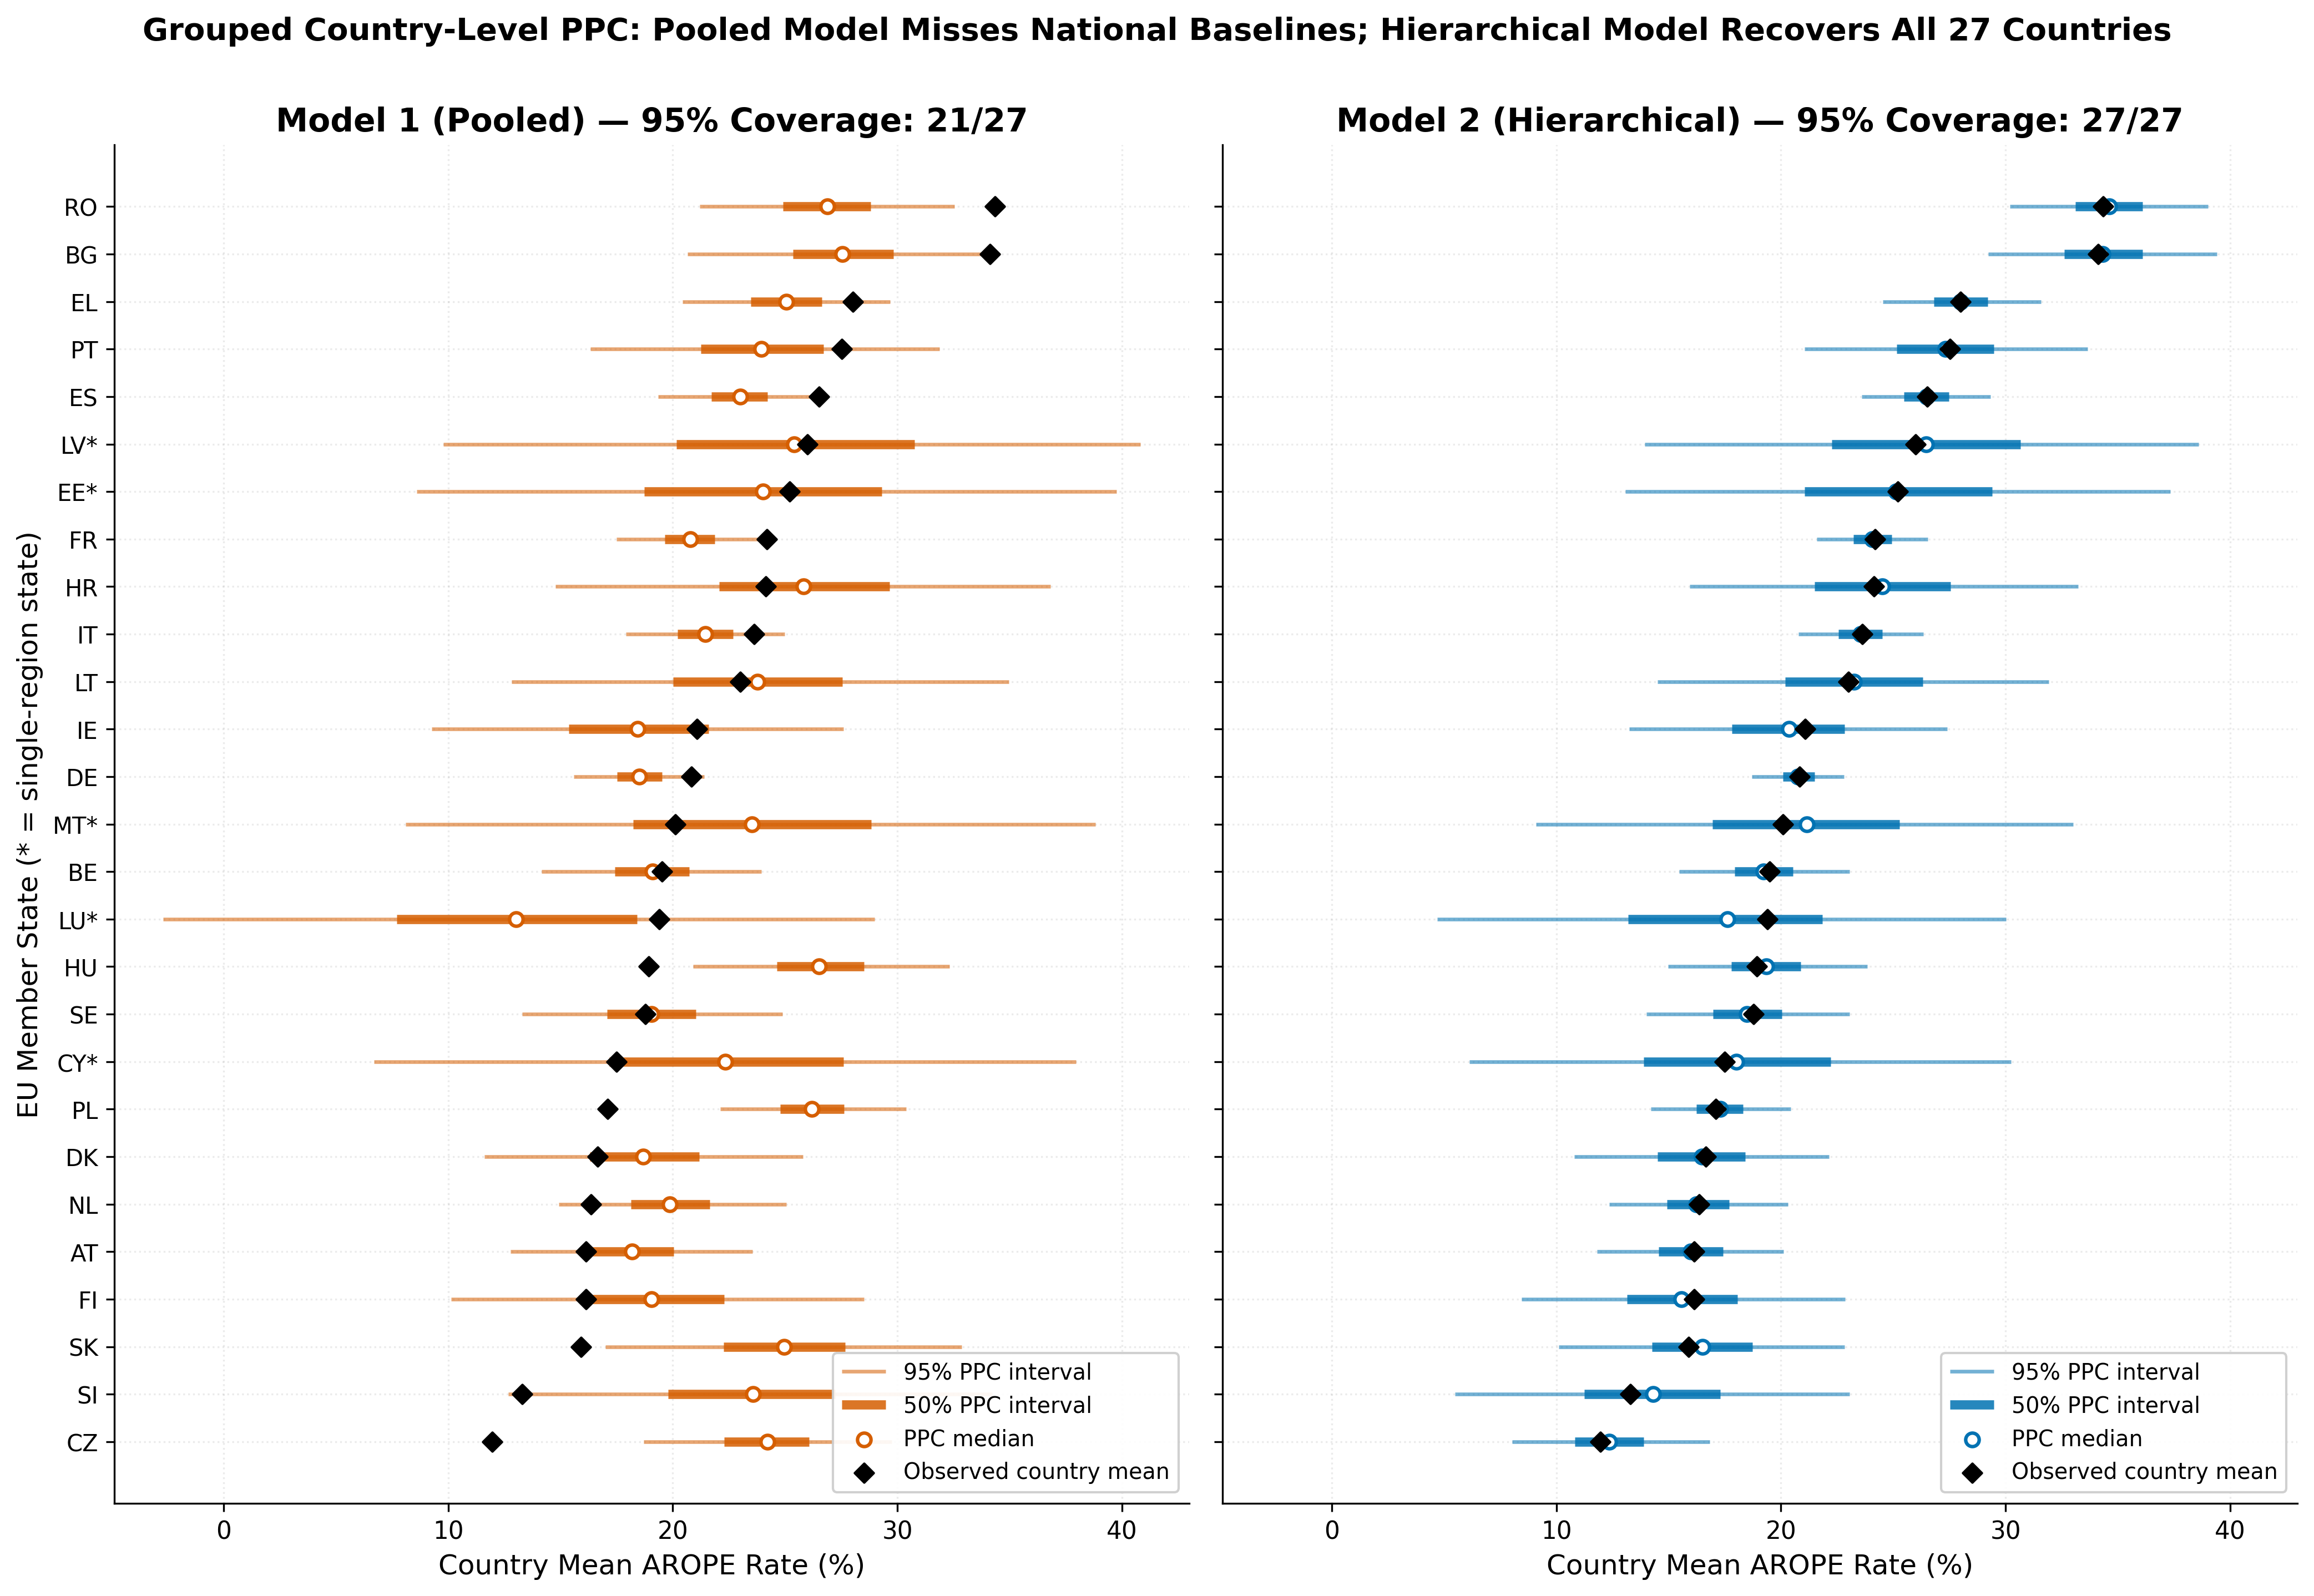 Grouped Country-Level PPC: Pooled Model Misses National Baselines; Hierarchical Model Recovers All 27 Countries
Model 1 (Pooled) — 95% Coverage: 21/27
EU Member State (* = single-region state)
RO
BG
EL
PT
ES
LV*
EE*
FR
HR
IT
LT
IE
DE
MT*
BE
LU*
HU
SE
CY*
PL
DK
NL
AT
FI
SK
SI
CZ
95% PPC interval
50% PPC interval
PPC median
Observed country mean
0 10 20 30 40
Country Mean AROPE Rate (%)
Model 2 (Hierarchical) — 95% Coverage: 27/27
95% PPC interval
50% PPC interval
PPC median
Observed country mean
0 10 20 30 40
Country Mean AROPE Rate (%)